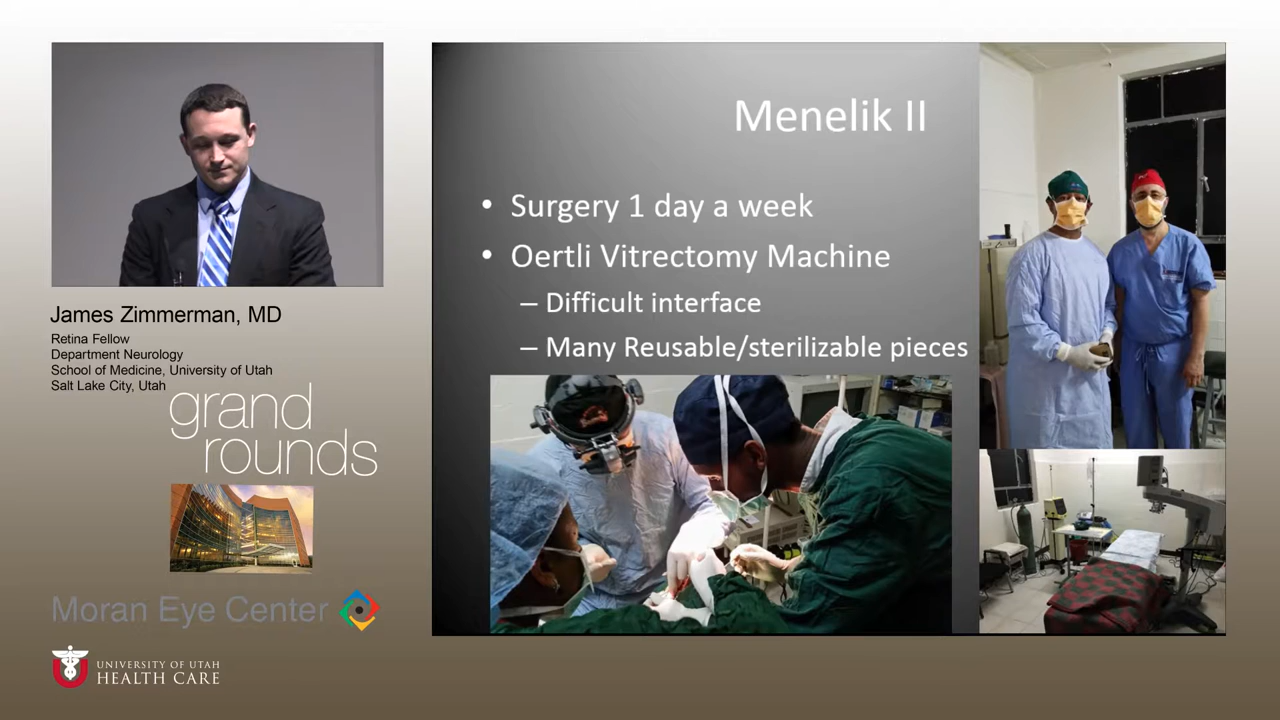 James Zimmerman, MD
Retina Fellow
Department Neurology
School of Medicine, University of Utah
Salt Lake City, Utah
grand
rounds
Moran Eye Center
UNIVERSITY OF UTAH
HEALTH CARE
Menelik II
• Surgery 1 day a week
• Oertli Vitrectomy Machine
– Difficult interface
– Many Reusable/sterilizable pieces